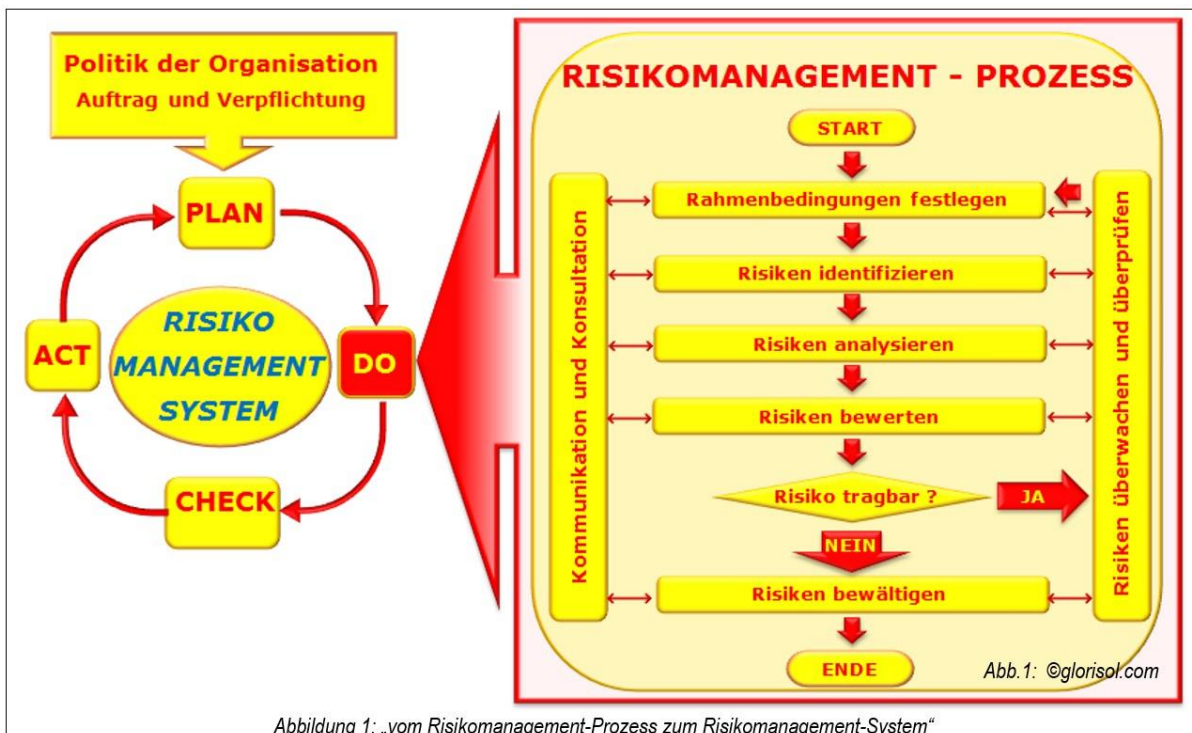 Politik der Organisation
Auftrag und Verpflichtung
PLAN
DO
CHECK
ACT
RISIKO
MANAGEMENT
SYSTEM
RISIKOMANAGEMENT - PROZESS
START
Rahmenbedingungen festlegen
Risiken identifizieren
Risiken analysieren
Risiken bewerten
Risiko tragbar ?
JA
NEIN
Risiken bewältigen
ENDE
Kommunikation und Konsultation
Risiken überwachen und überprüfen
Abb.1: ©glorisol.com
Abbildung 1: „vom Risikomanagement-Prozess zum Risikomanagement-System“